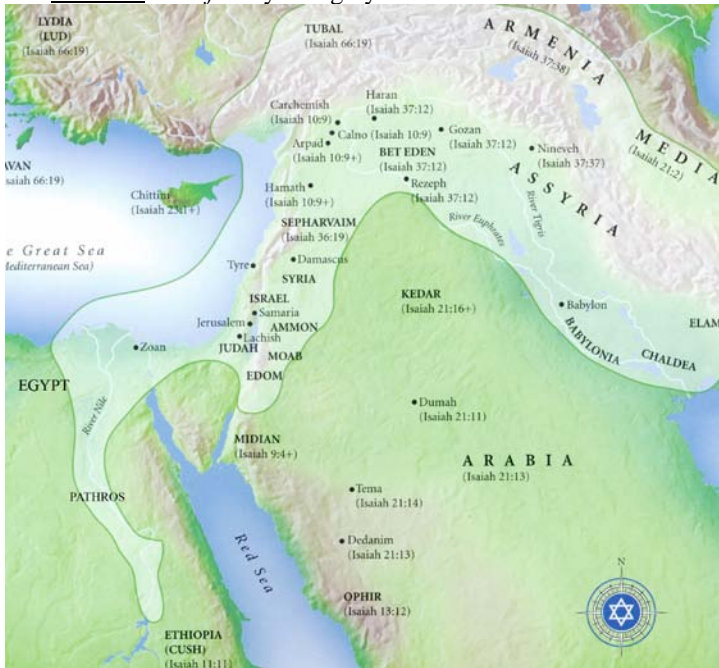 LYDIA
(LUD)
(Isaiah 66:19)
TUBAL
(Isaiah 66:19)
ARMENIA
(Isaiah 37:38)
MEDIA
(Isaiah 21:2)
Carchemish
(Isaiah 10:9)
Haran
(Isaiah 37:12)
Calno (Isaiah 10:9)
Gozan
(Isaiah 37:12)
Arpad
(Isaiah 10:9+)
BET EDEN
(Isaiah 37:12)
Nineveh
(Isaiah 37:37)
AVAN
saiah 66:19)
ASSYRIA
Chittim
(Isaiah 23:1+)
Hamath
(Isaiah 10:9+)
Rezeph
(Isaiah 37:12)
River Tigris
River Euphrates
SEPHARVAIM
(Isaiah 36:19)
e Great Sea
Mediterranean Sea)
Tyre
Damascus
SYRIA
KEDAR
(Isaiah 21:16+)
ISRAEL
Samaria
Babylon
Jerusalem
AMMON
ELAM
Lachish
JUDAH
BABYLONIA
Zoan
MOAB
CHALDEA
EDOM
EGYPT
River Nile
Dumah
(Isaiah 21:11)
MIDIAN
(Isaiah 9:4+)
ARABIA
(Isaiah 21:13)
PATHROS
Tema
(Isaiah 21:14)
Red Sea
Dedanim
(Isaiah 21:13)
N
OPHIR
(Isaiah 13:12)
ETHIOPIA
(CUSH)
(Isaiah 11:11)